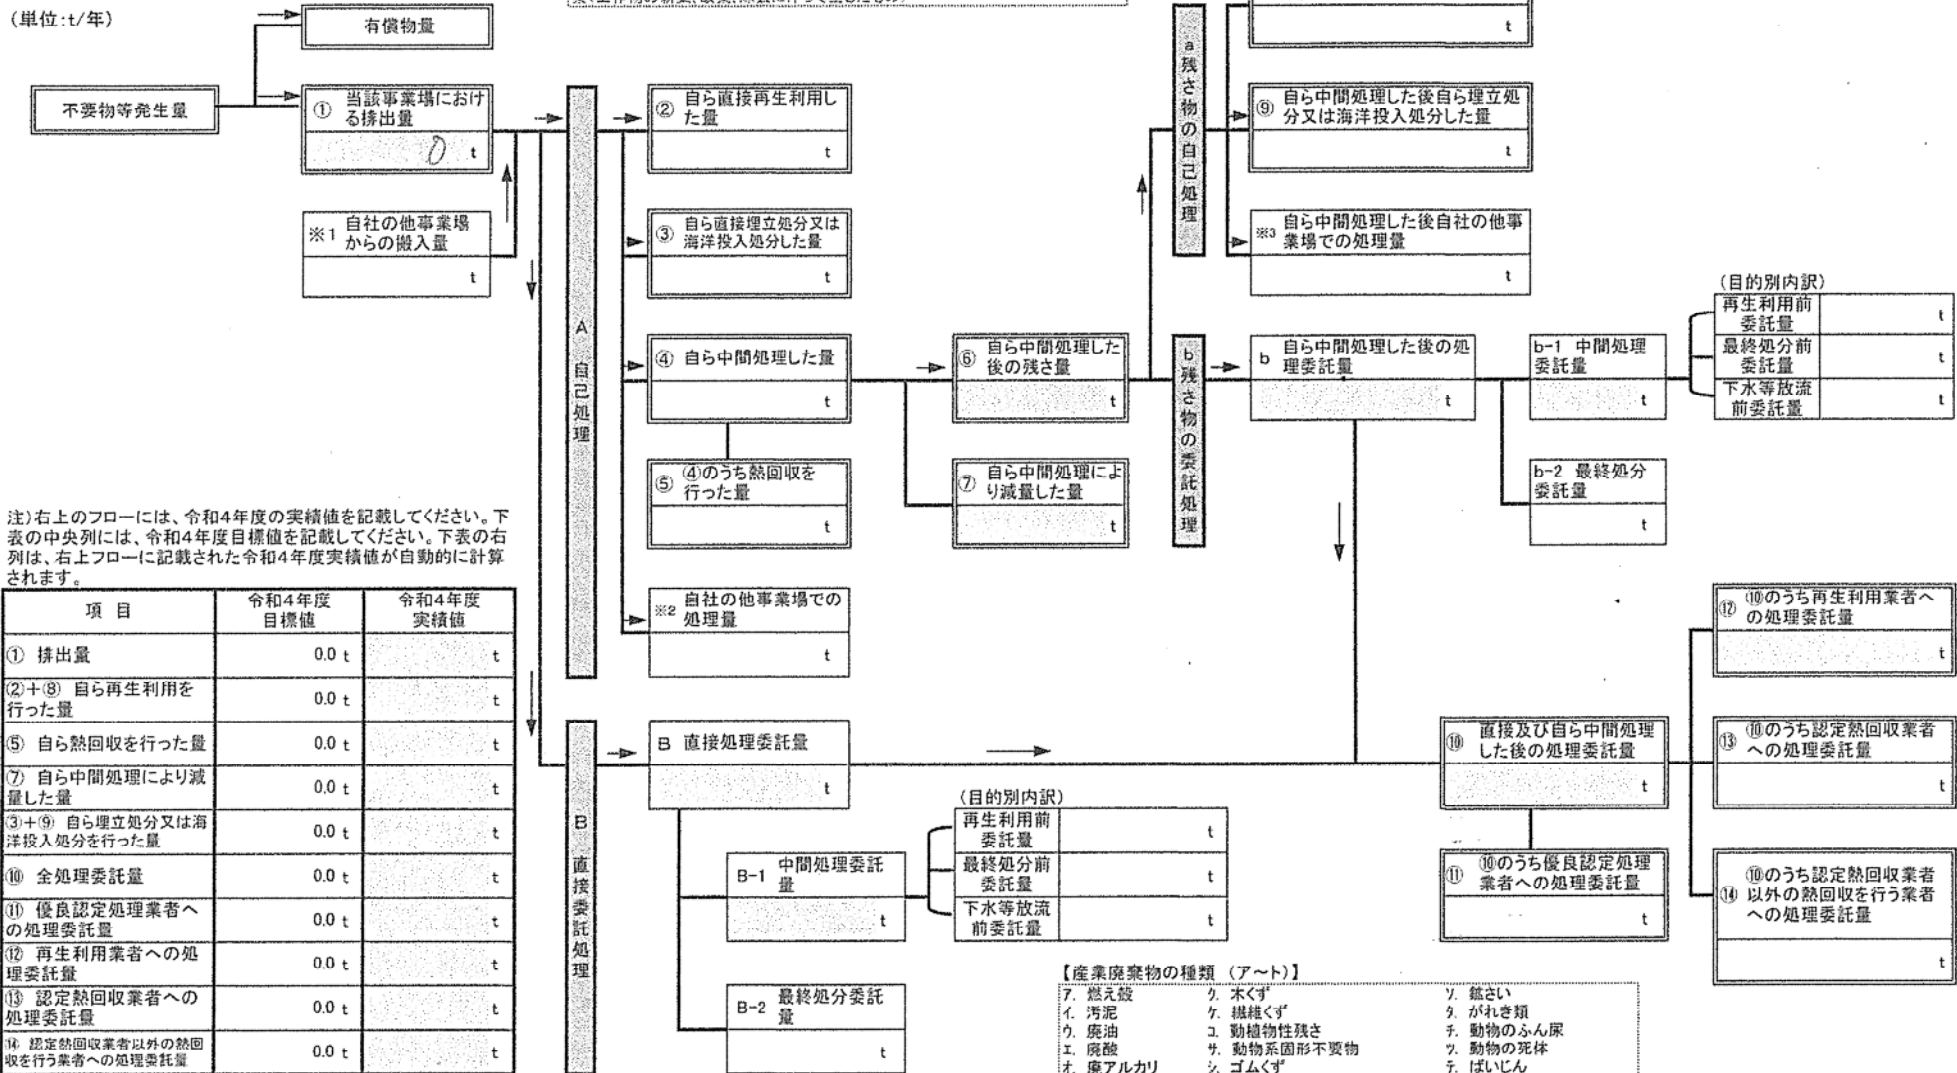 (単位:t/年)
有償物量
不要物等発生量
① 当該事業場におけ
る排出量
0 t
※1 自社の他事業場
からの搬入量
t
A 自己処理
② 自ら直接再生利用し
た量
t
③ 自ら直接埋立処分又は
海洋投入処分した量
t
④ 自ら中間処理した量
t
⑤ ④のうち熱回収を
行った量
t
※2 自社の他事業場での
処理量
t
⑥ 自ら中間処理した
後の残さ量
t
⑦ 自ら中間処理によ
り減量した量
t
a 残さ物の自己処理
t
⑨ 自ら中間処理した後自ら埋立処
分又は海洋投入処分した量
t
※3 自ら中間処理した後自社の他事
業場での処理量
t
b 残さ物の委託処理
b 自ら中間処理した後の処
理委託量
t
b-1 中間処理
委託量
t
(目的別内訳)
再生利用前
委託量
t
最終処分前
委託量
t
下水等放流
前委託量
t
b-2 最終処分
委託量
t
注)右上のフローには、令和4年度の実績値を記載してください。下
表の中央列には、令和4年度目標値を記載してください。下表の右
列は、右上フローに記載された令和4年度実績値が自動的に計算
されます。
項 目 令和4年度 目標値 令和4年度 実績値
① 排出量 0.0 t t
②+⑧ 自ら再生利用を
行った量 0.0 t t
⑤ 自ら熱回収を行った量 0.0 t t
⑦ 自ら中間処理により減
量した量 0.0 t t
③+⑨ 自ら埋立処分又は海
洋投入処分を行った量 0.0 t t
⑩ 全処理委託量 0.0 t t
⑪ 優良認定処理業者へ
の処理委託量 0.0 t t
⑫ 再生利用業者への処
理委託量 0.0 t t
⑬ 認定熱回収業者への
処理委託量 0.0 t t
⑭ 認定熱回収業者以外の熱回
収を行う業者への処理委託量 0.0 t t
B 直接委託処理
B 直接処理委託量
t
B-1 中間処理委託
量
t
(目的別内訳)
再生利用前
委託量
t
最終処分前
委託量
t
下水等放流
前委託量
t
B-2 最終処分委託
量
t
⑩ 直接及び自ら中間処理
した後の処理委託量
t
⑪ ⑩のうち優良認定処理
業者への処理委託量
t
⑫ ⑩のうち再生利用業者へ
の処理委託量
t
⑬ ⑩のうち認定熱回収業者
への処理委託量
t
⑭ ⑩のうち認定熱回収業者
以外の熱回収を行う業者
への処理委託量
t
【産業廃棄物の種類 (ア~ト)】
ア. 燃え殻 ク. 木くず ソ. 鉱さい
イ. 汚泥 ケ. 繊維くず タ. がれき類
ウ. 廃油 コ. 動植物性残さ チ. 動物のふん尿
エ. 廃酸 サ. 動物系固形不要物 ツ. 動物の死体
オ. 廃アルカリ シ. ゴムくず テ. ばいじん